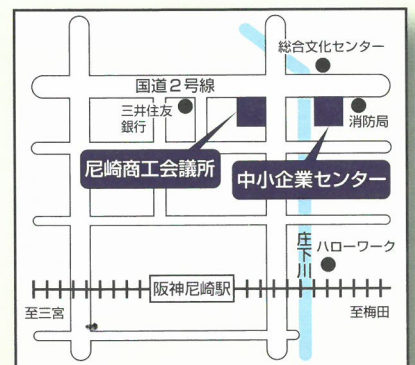 総合文化センター
国道2号線
三井住友
銀行
消防局
尼崎商工会議所
中小企業センター
庄下川
ハローワーク
阪神尼崎駅
至三宮
至梅田